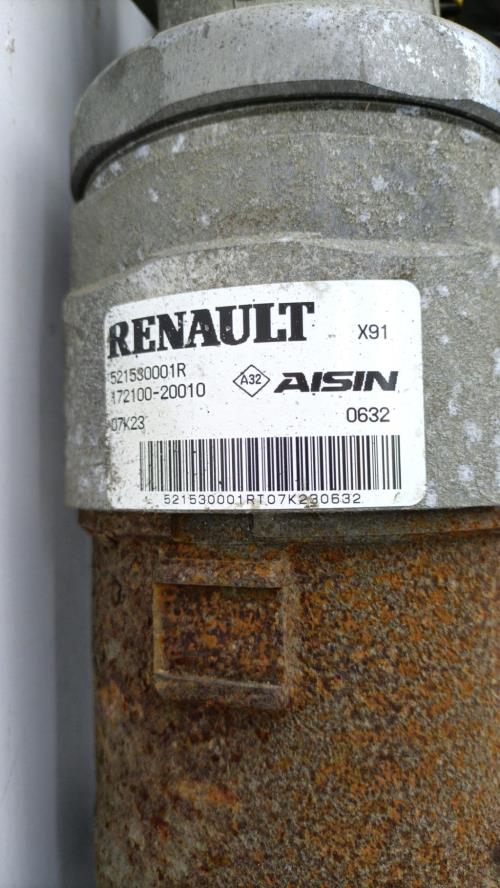 RENAULT X91
521530001R
172100-20010 A32 AISIN
07K23 0632
521530001RT07K230632